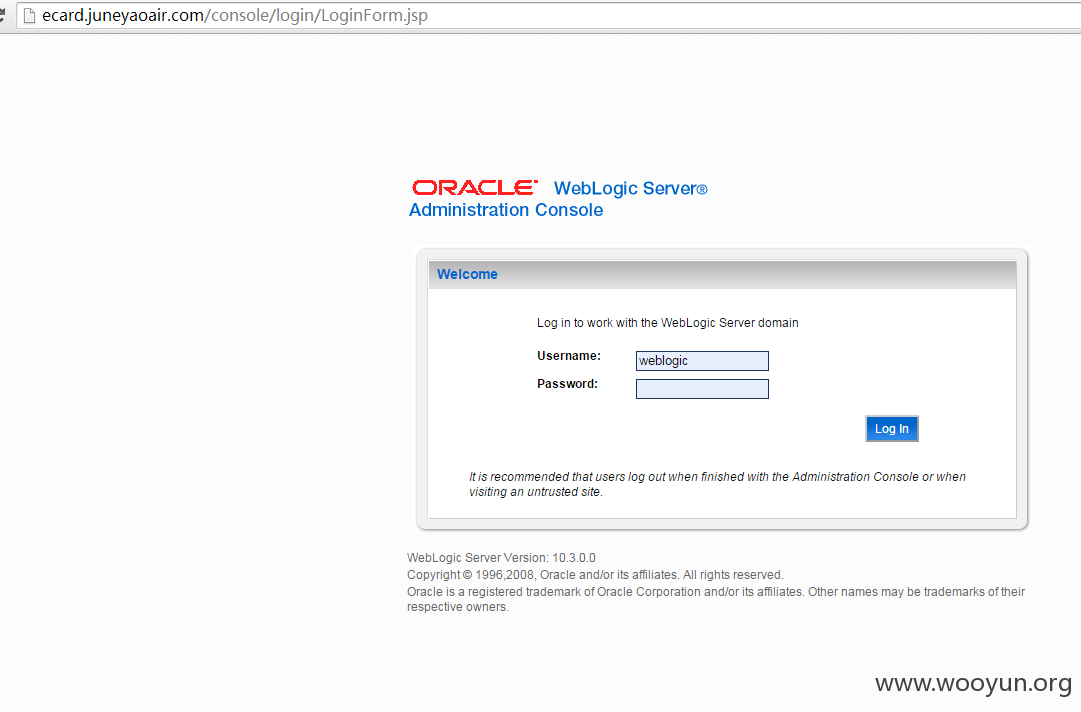 ecard.juneyaoair.com/console/login/LoginForm.jsp
ORACLE WebLogic Server®
Administration Console
Welcome
Log in to work with the WebLogic Server domain
Username: weblogic
Password:
Log In
It is recommended that users log out when finished with the Administration Console or when
visiting an untrusted site.
WebLogic Server Version: 10.3.0.0
Copyright © 1996,2008, Oracle and/or its affiliates. All rights reserved.
Oracle is a registered trademark of Oracle Corporation and/or its affiliates. Other names may be trademarks of their
respective owners.
www.wooyun.org